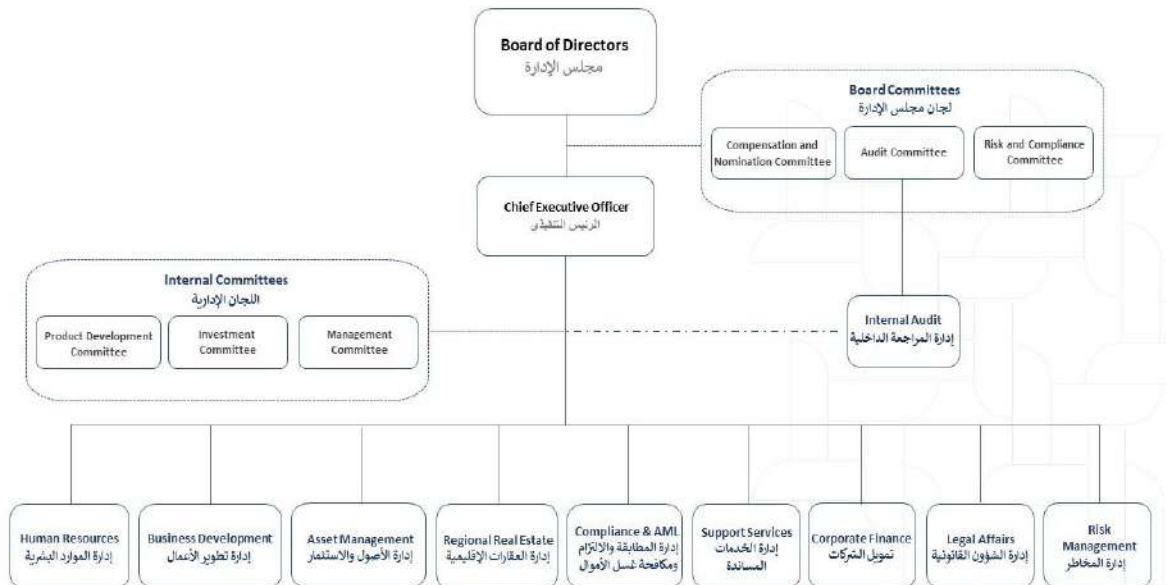 Board of Directors
مجلس الإدارة
Board Committees
لجان مجلس الإدارة
Compensation and
Nomination Committee
Audit Committee
Risk and Compliance
Committee
Chief Executive Officer
الرئيس التنفيذي
Internal Committees
اللجان الإدارية
Product Development
Committee
Investment
Committee
Management
Committee
Internal Audit
إدارة المراجعة الداخلية
Human Resources
إدارة الموارد البشرية
Business Development
إدارة تطوير الأعمال
Asset Management
إدارة الأصول والاستثمار
Regional Real Estate
إدارة العقارات الإقليمية
Compliance & AML
إدارة المطابقة والالتزام
ومكافحة غسل الأموال
Support Services
إدارة الخدمات
المساندة
Corporate Finance
تمويل الشركات
Legal Affairs
إدارة الشؤون القانونية
Risk
Management
إدارة المخاطر